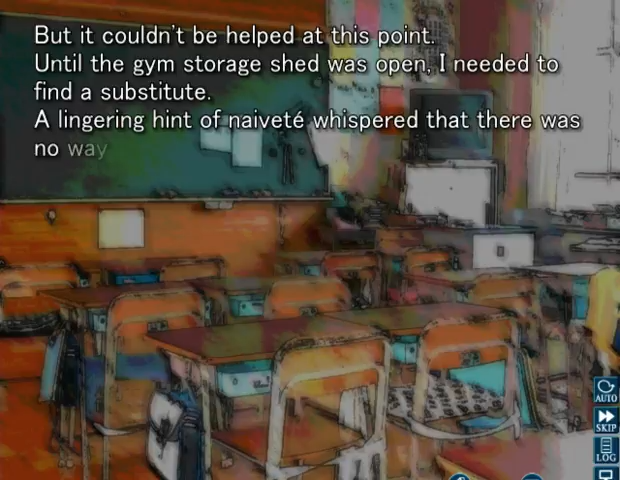 But it couldn't be helped at this point.
Until the gym storage shed was open, I needed to
find a substitute.
A lingering hint of naiveté whispered that there was
no way
AUTO
SKIP
LOG